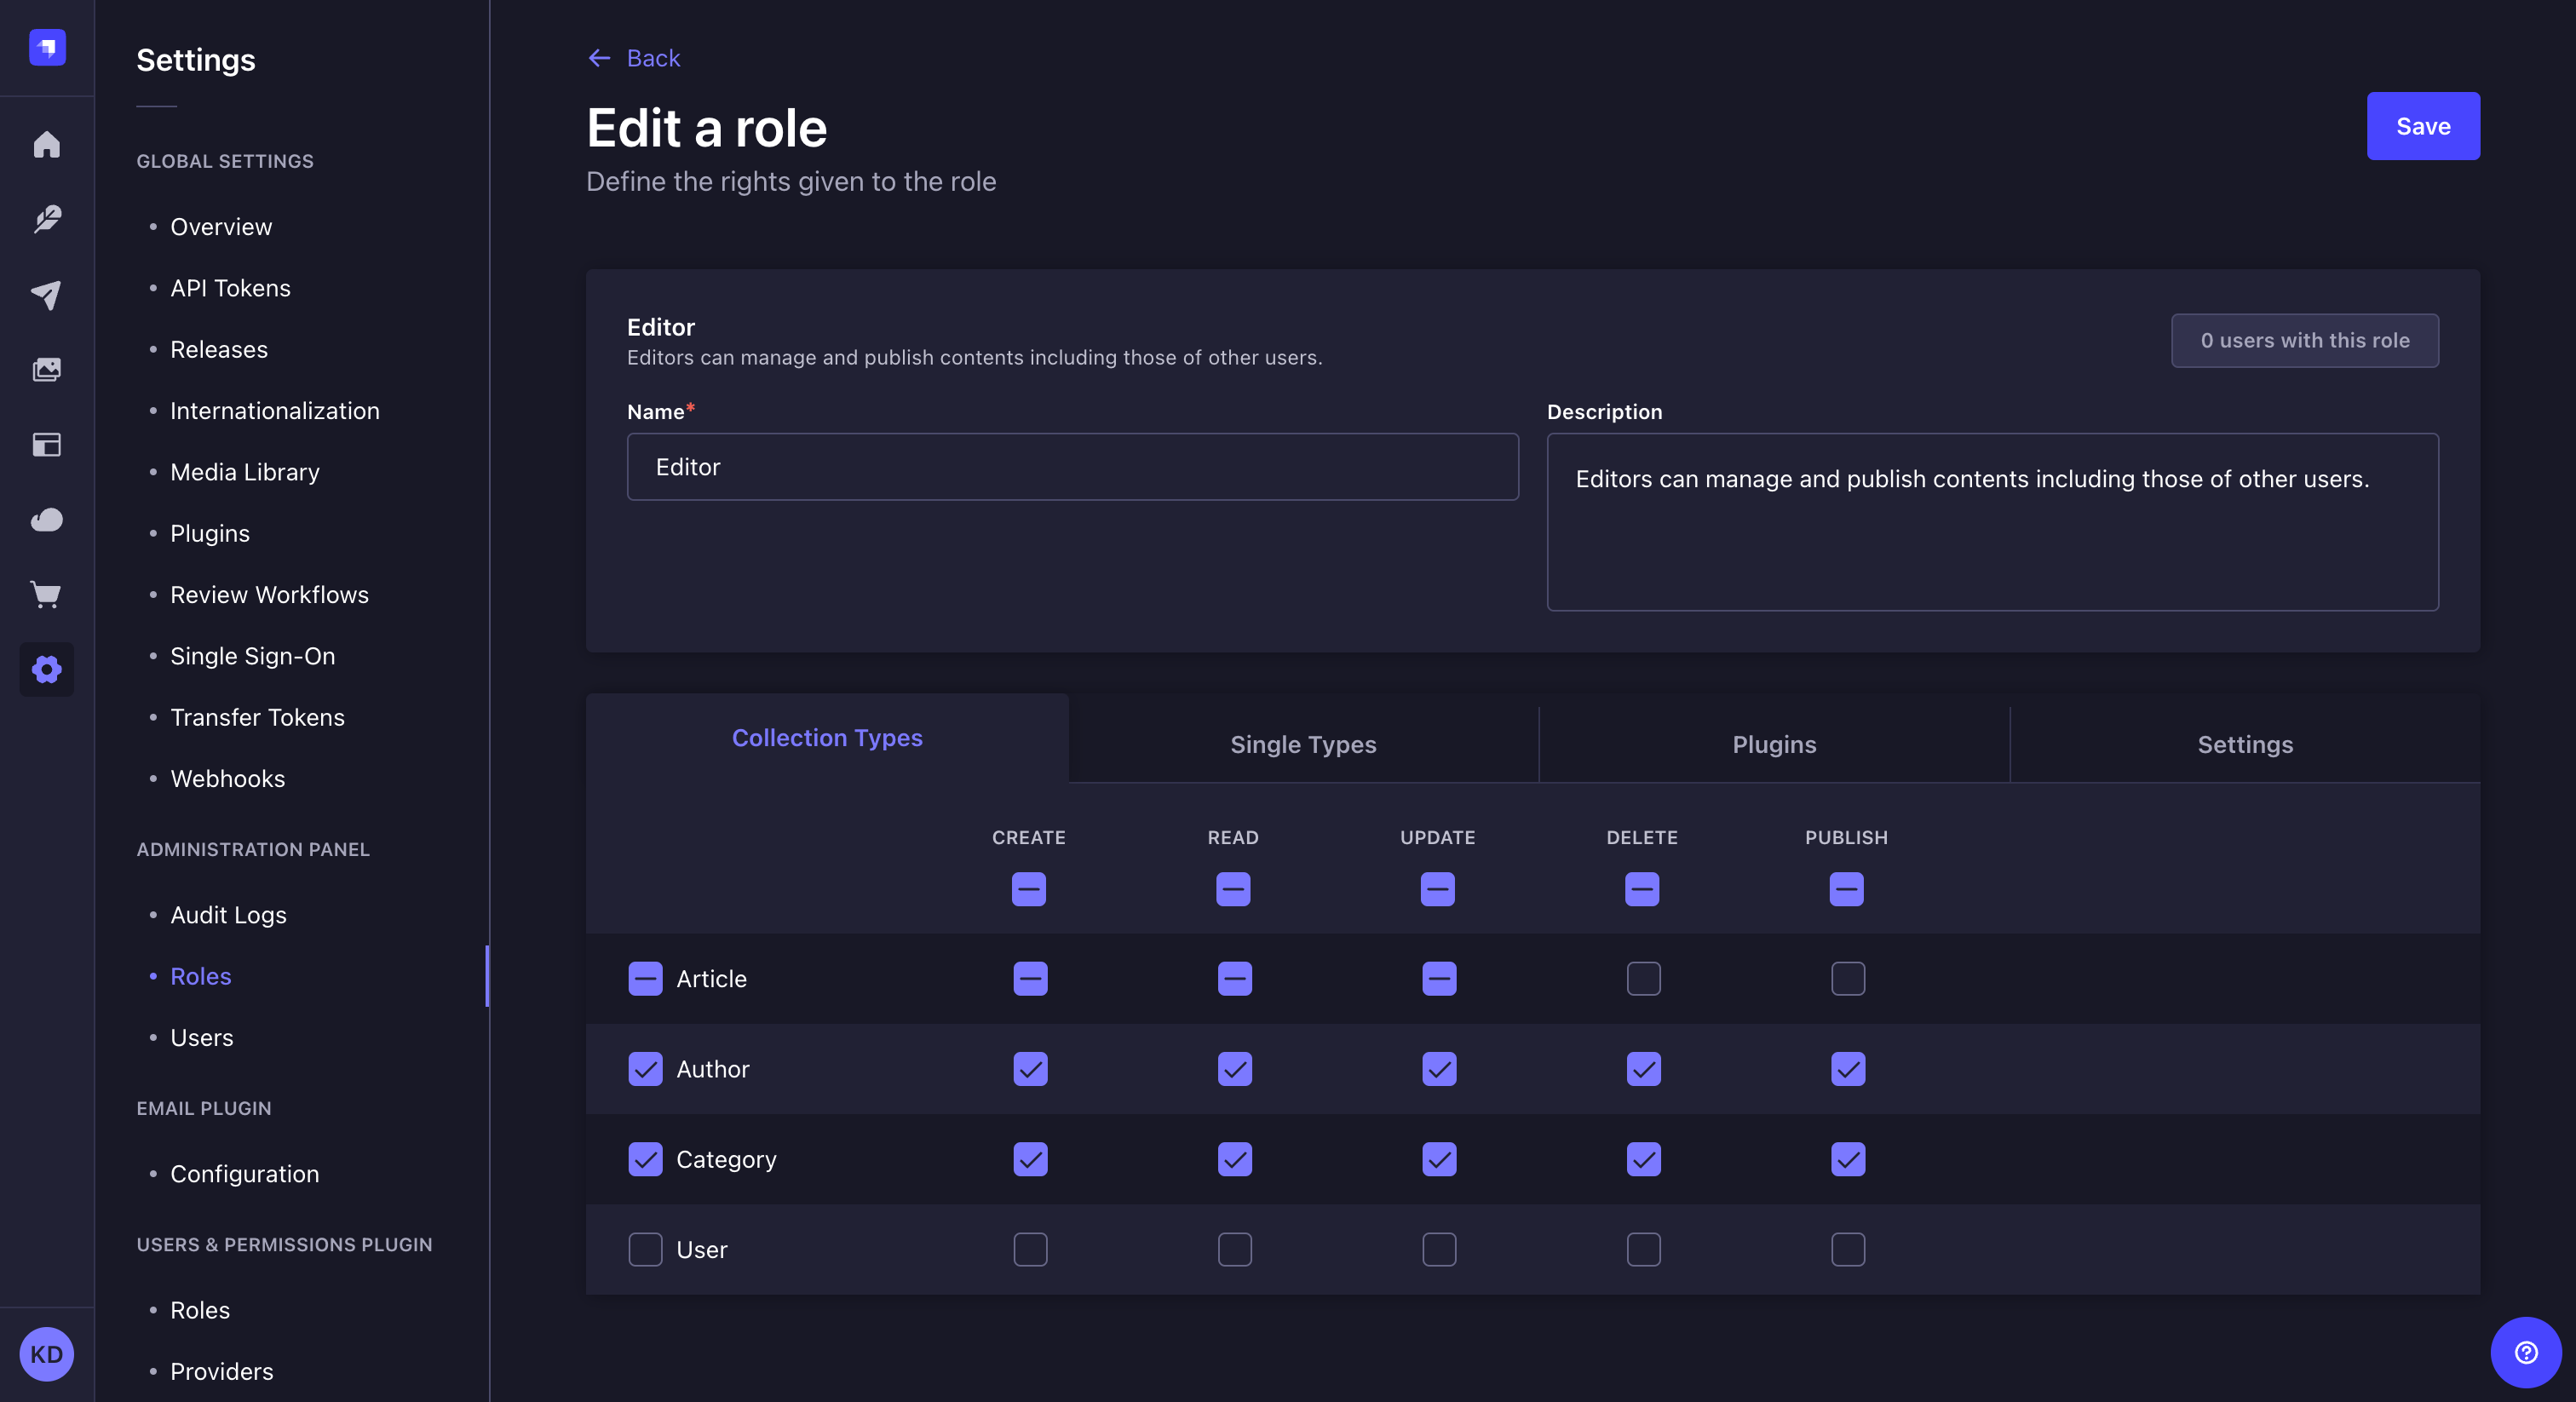 Settings
GLOBAL SETTINGS
Overview
API Tokens
Releases
Internationalization
Media Library
Plugins
Review Workflows
Single Sign-On
Transfer Tokens
Webhooks
ADMINISTRATION PANEL
Audit Logs
Roles
Users
EMAIL PLUGIN
Configuration
USERS & PERMISSIONS PLUGIN
Roles
Providers
KD
Back
Edit a role
Define the rights given to the role
Save
Editor
Editors can manage and publish contents including those of other users.
0 users with this role
Name*
Editor
Description
Editors can manage and publish contents including those of other users.
Collection Types
Single Types
Plugins
Settings
CREATE
READ
UPDATE
DELETE
PUBLISH
Article
Author
Category
User